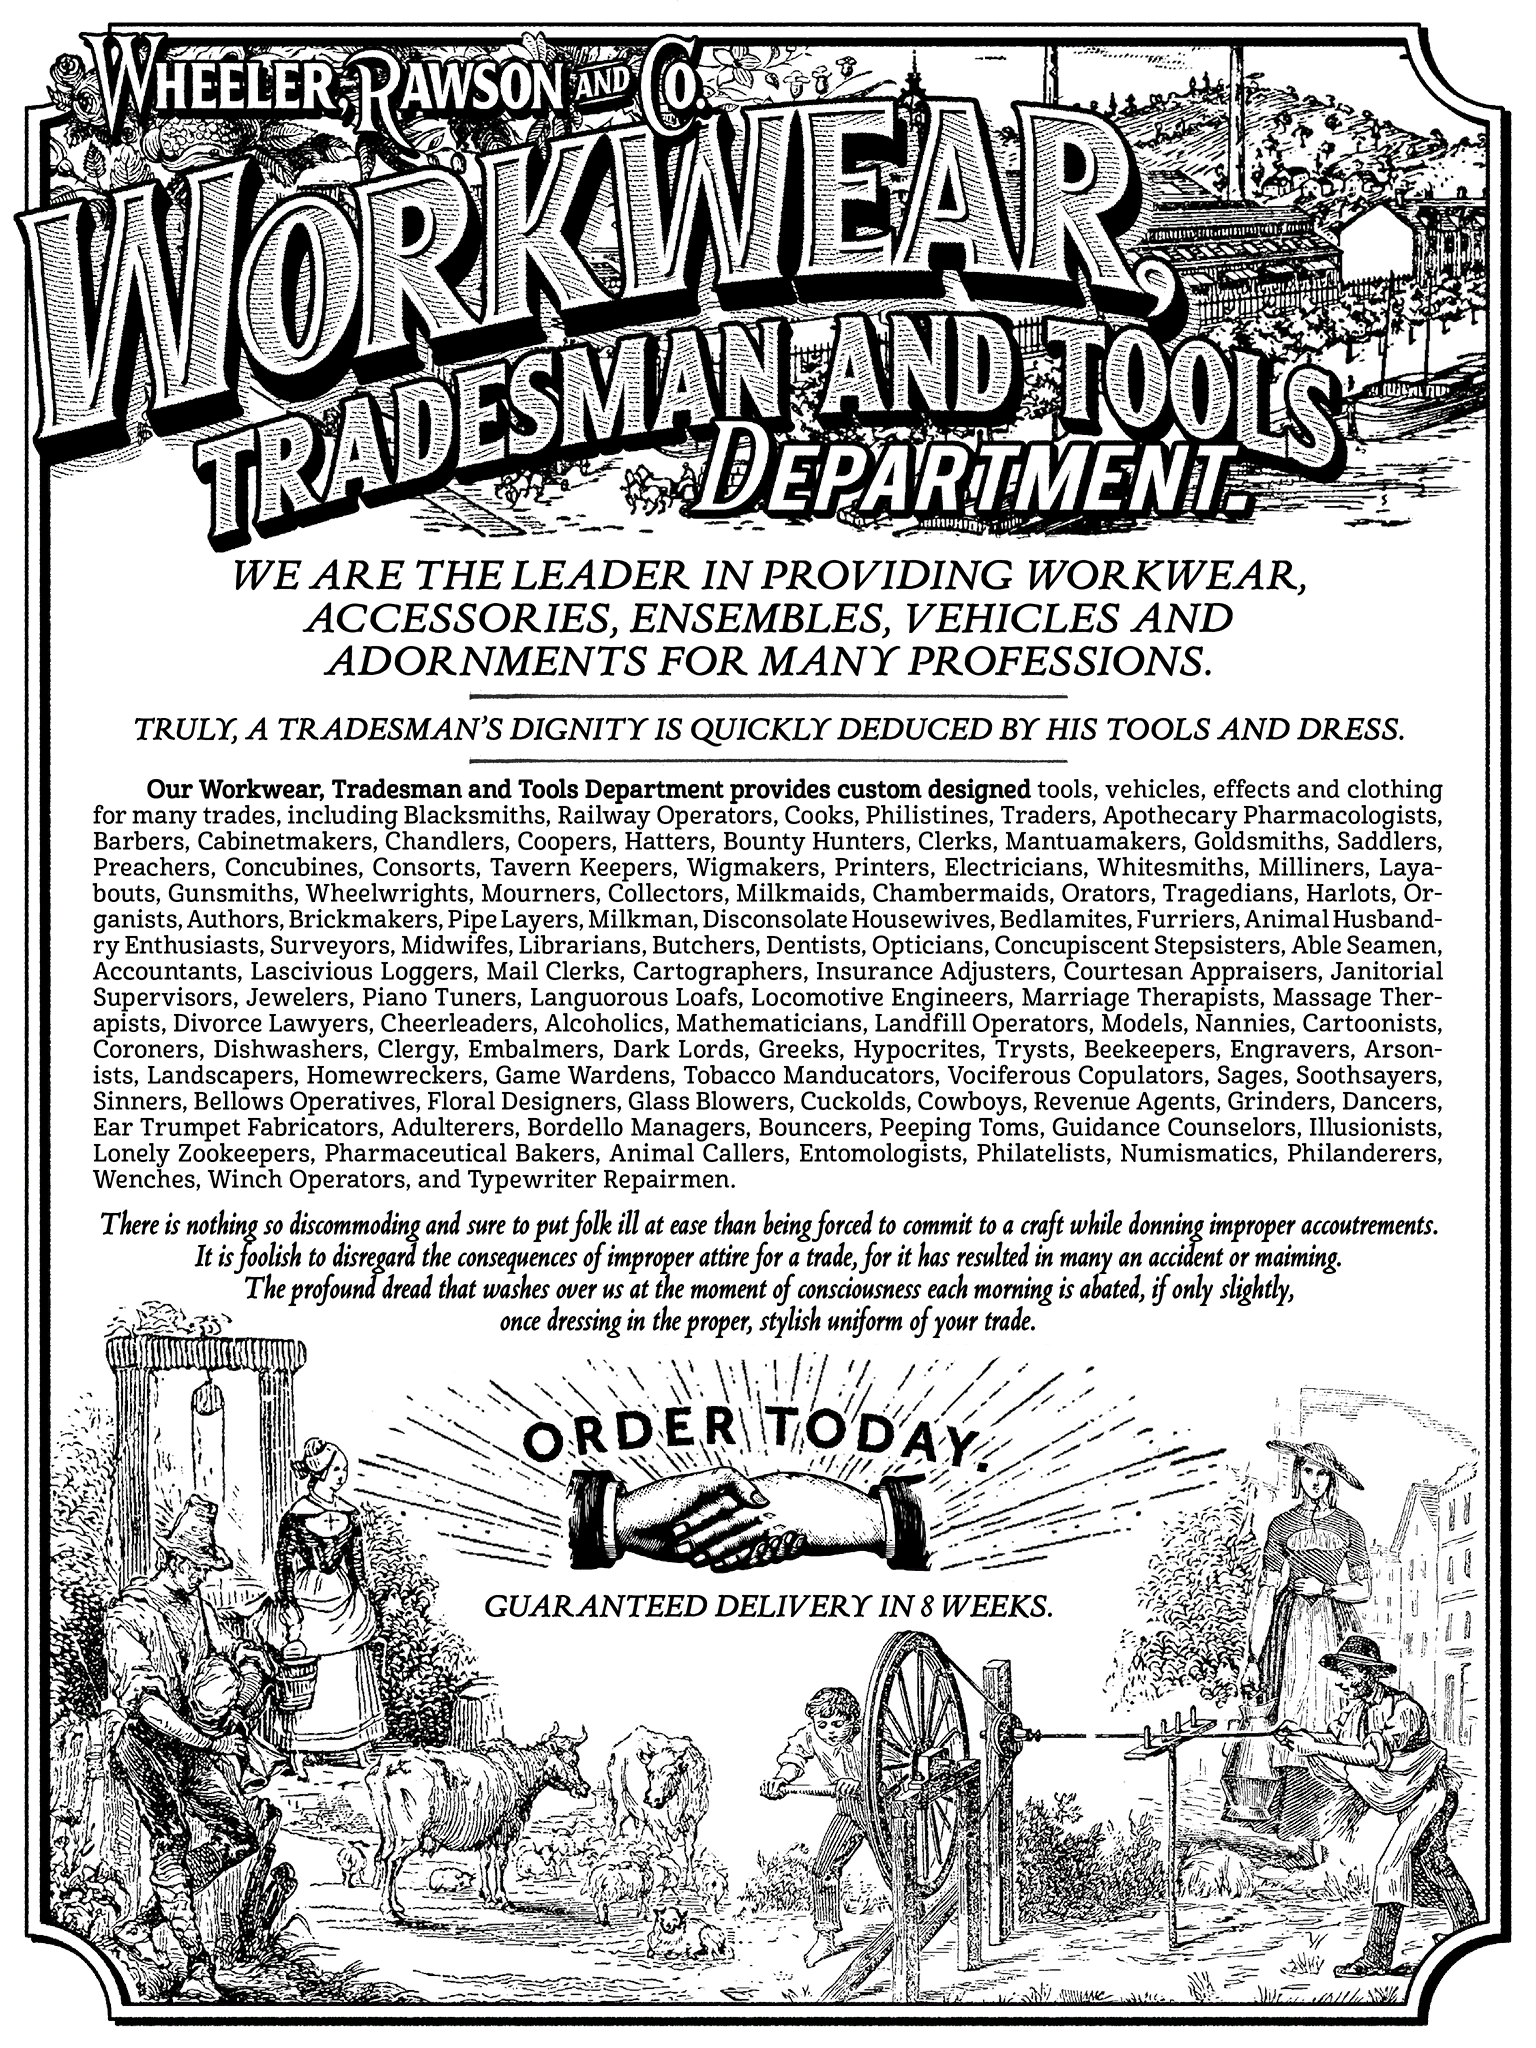 WHEELER, RAWSON AND CO.
WORKWEAR,
TRADESMAN AND TOOLS
DEPARTMENT.
WE ARE THE LEADER IN PROVIDING WORKWEAR,
ACCESSORIES, ENSEMBLES, VEHICLES AND
ADORNMENTS FOR MANY PROFESSIONS.
TRULY, A TRADESMAN'S DIGNITY IS QUICKLY DEDUCED BY HIS TOOLS AND DRESS.
Our Workwear, Tradesman and Tools Department provides custom designed tools, vehicles, effects and clothing
for many trades, including Blacksmiths, Railway Operators, Cooks, Philistines, Traders, Apothecary Pharmacologists,
Barbers, Cabinetmakers, Chandlers, Coopers, Hatters, Bounty Hunters, Clerks, Mantuamakers, Goldsmiths, Saddlers,
Preachers, Concubines, Consorts, Tavern Keepers, Wigmakers, Printers, Electricians, Whitesmiths, Milliners, Laya-
bouts, Gunsmiths, Wheelwrights, Mourners, Collectors, Milkmaids, Chambermaids, Orators, Tragedians, Harlots, Or-
ganists, Authors, Brickmakers, Pipe Layers, Milkman, Disconsolate Housewives, Bedlamites, Furriers, Animal Husband-
ry Enthusiasts, Surveyors, Midwifes, Librarians, Butchers, Dentists, Opticians, Concupiscent Stepsisters, Able Seamen,
Accountants, Lascivious Loggers, Mail Clerks, Cartographers, Insurance Adjusters, Courtesan Appraisers, Janitorial
Supervisors, Jewelers, Piano Tuners, Languorous Loafs, Locomotive Engineers, Marriage Therapists, Massage Ther-
apists, Divorce Lawyers, Cheerleaders, Alcoholics, Mathematicians, Landfill Operators, Models, Nannies, Cartoonists,
Coroners, Dishwashers, Clergy, Embalmers, Dark Lords, Greeks, Hypocrites, Trysts, Beekeepers, Engravers, Arson-
ists, Landscapers, Homewreckers, Game Wardens, Tobacco Manducators, Vociferous Copulators, Sages, Soothsayers,
Sinners, Bellows Operatives, Floral Designers, Glass Blowers, Cuckolds, Cowboys, Revenue Agents, Grinders, Dancers,
Ear Trumpet Fabricators, Adulterers, Bordello Managers, Bouncers, Peeping Toms, Guidance Counselors, Illusionists,
Lonely Zookeepers, Pharmaceutical Bakers, Animal Callers, Entomologists, Philatelists, Numismatics, Philanderers,
Wenches, Winch Operators, and Typewriter Repairmen.
There is nothing so discommoding and sure to put folk ill at ease than being forced to commit to a craft while donning improper accoutrements.
It is foolish to disregard the consequences of improper attire for a trade, for it has resulted in many an accident or maiming.
The profound dread that washes over us at the moment of consciousness each morning is abated, if only slightly,
once dressing in the proper, stylish uniform of your trade.
ORDER TODAY.
GUARANTEED DELIVERY IN 8 WEEKS.